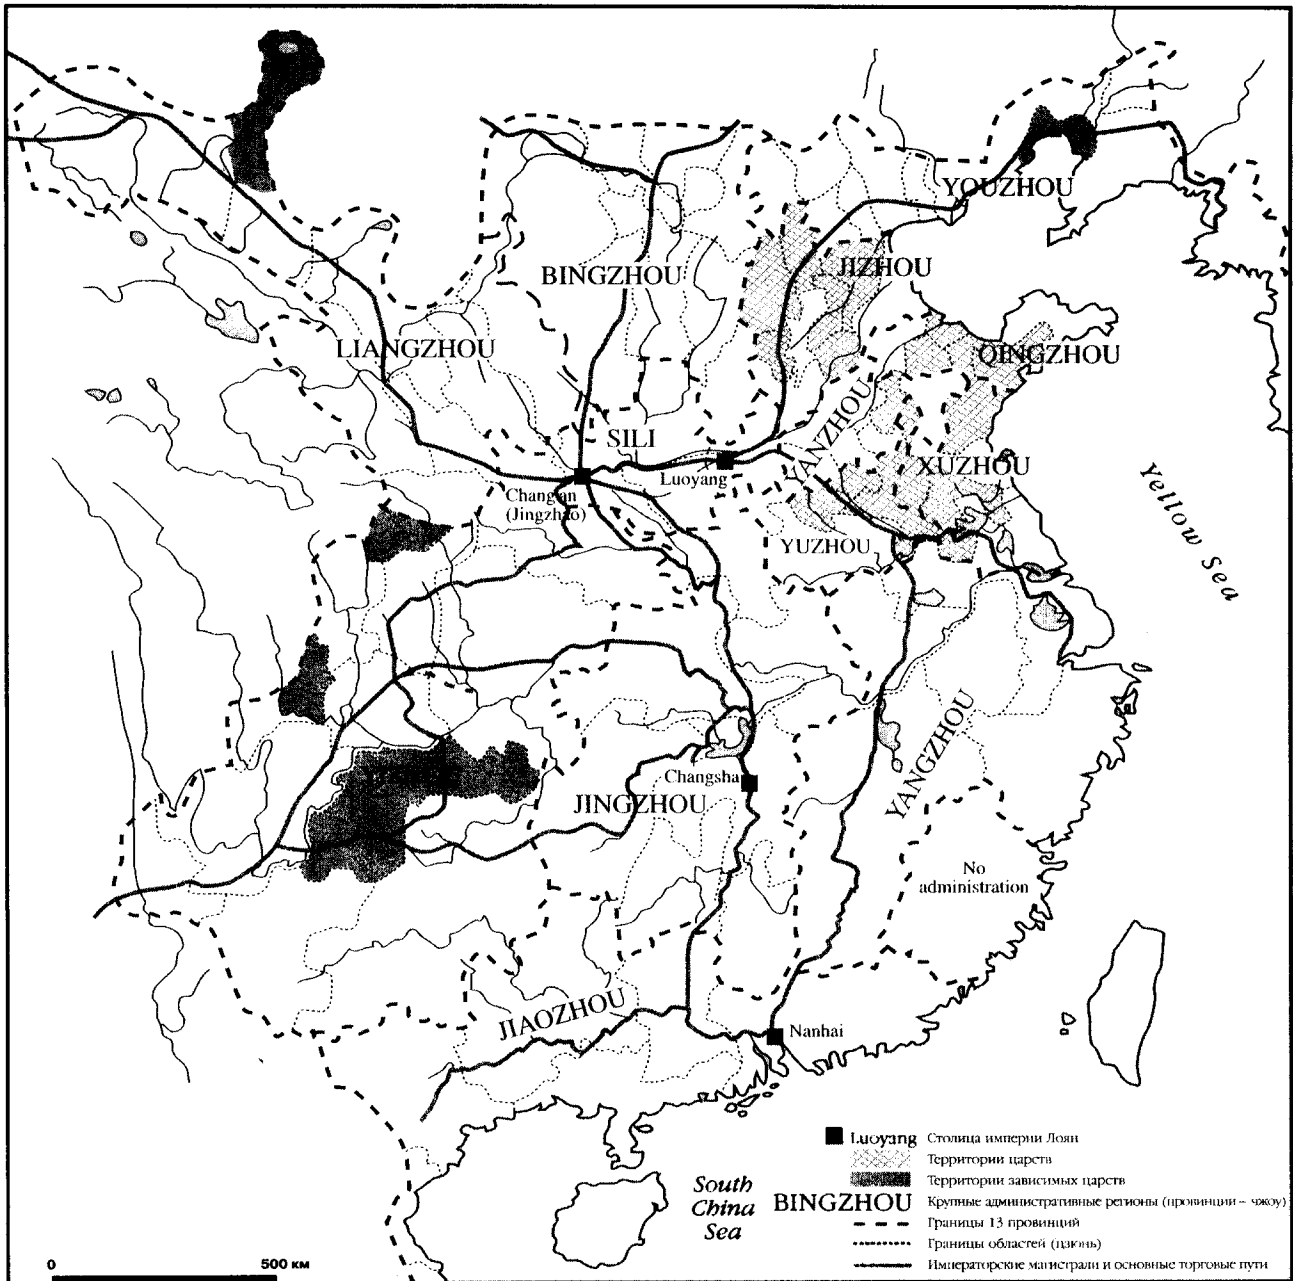 YOUZHOU
JIZHOU
BINGZHOU
LIANGZHOU
QINGZHOU
YANZHOU
SILI
XUZHOU
Luoyang
Chang'an
(Jingzhao)
YUZHOU
Yellow Sea
YANGZHOU
Changsha
JINGZHOU
No
administration
JIAOZHOU
Nanhai
South
China
Sea
Luoyang Столица империи Лоян
Территории царств
Территории зависимых царств
BINGZHOU Крупные административные регионы (провинции – чжоу)
Границы 13 провинций
Границы областей (цзюнь)
Императорские магистрали и основные торговые пути
0 500 км